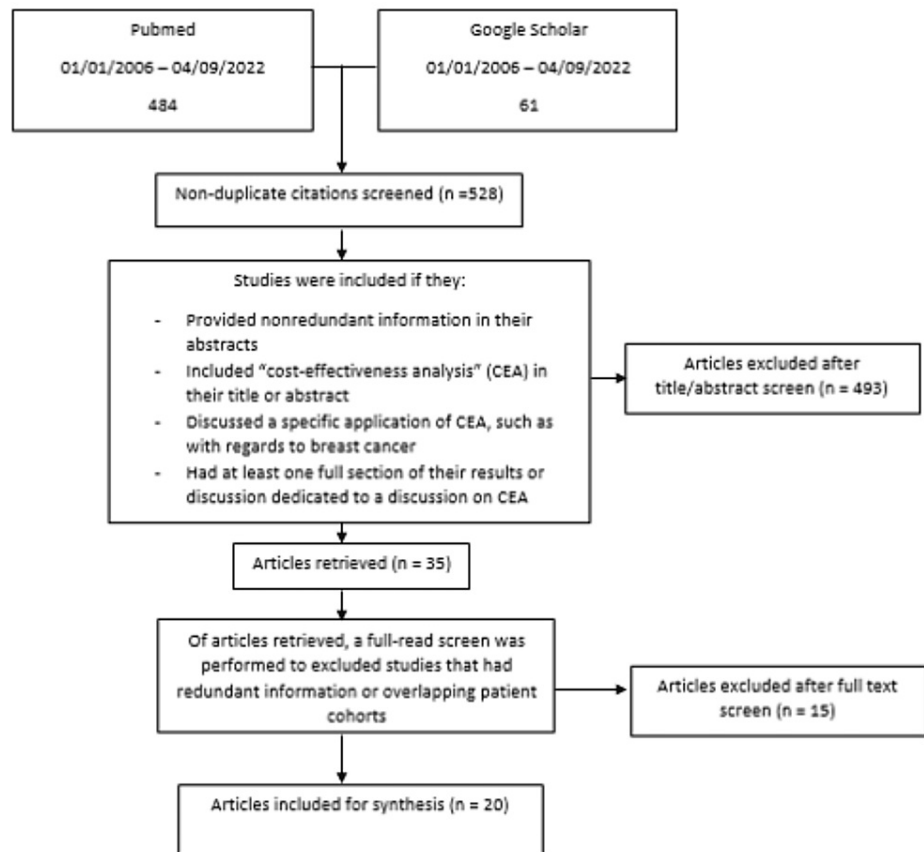 Pubmed
01/01/2006 – 04/09/2022
484
Google Scholar
01/01/2006 – 04/09/2022
61
Non-duplicate citations screened (n =528)
Studies were included if they:
- Provided nonredundant information in their
abstracts
- Included “cost-effectiveness analysis” (CEA) in
their title or abstract
- Discussed a specific application of CEA, such as
with regards to breast cancer
- Had at least one full section of their results or
discussion dedicated to a discussion on CEA
Articles excluded after
title/abstract screen (n = 493)
Articles retrieved (n = 35)
Of articles retrieved, a full-read screen was
performed to excluded studies that had
redundant information or overlapping patient
cohorts
Articles excluded after full text
screen (n = 15)
Articles included for synthesis (n = 20)